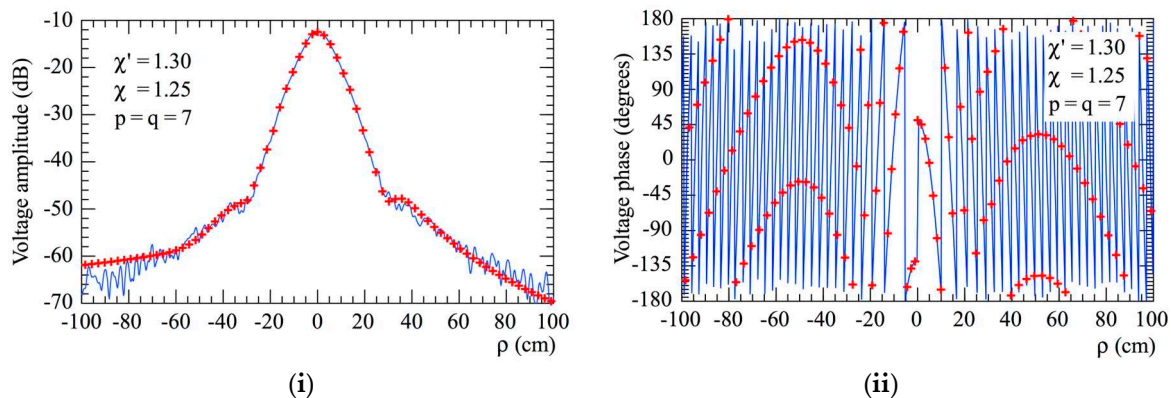 -10
-20
-30
-40
-50
-60
-70
Voltage amplitude (dB)
χ' = 1.30
χ = 1.25
p = q = 7
-100 -80 -60 -40 -20 0 20 40 60 80 100
ρ (cm)
(i)
180
135
90
45
0
-45
-90
-135
-180
Voltage phase (degrees)
χ' = 1.30
χ = 1.25
p = q = 7
-100 -80 -60 -40 -20 0 20 40 60 80 100
ρ (cm)
(ii)